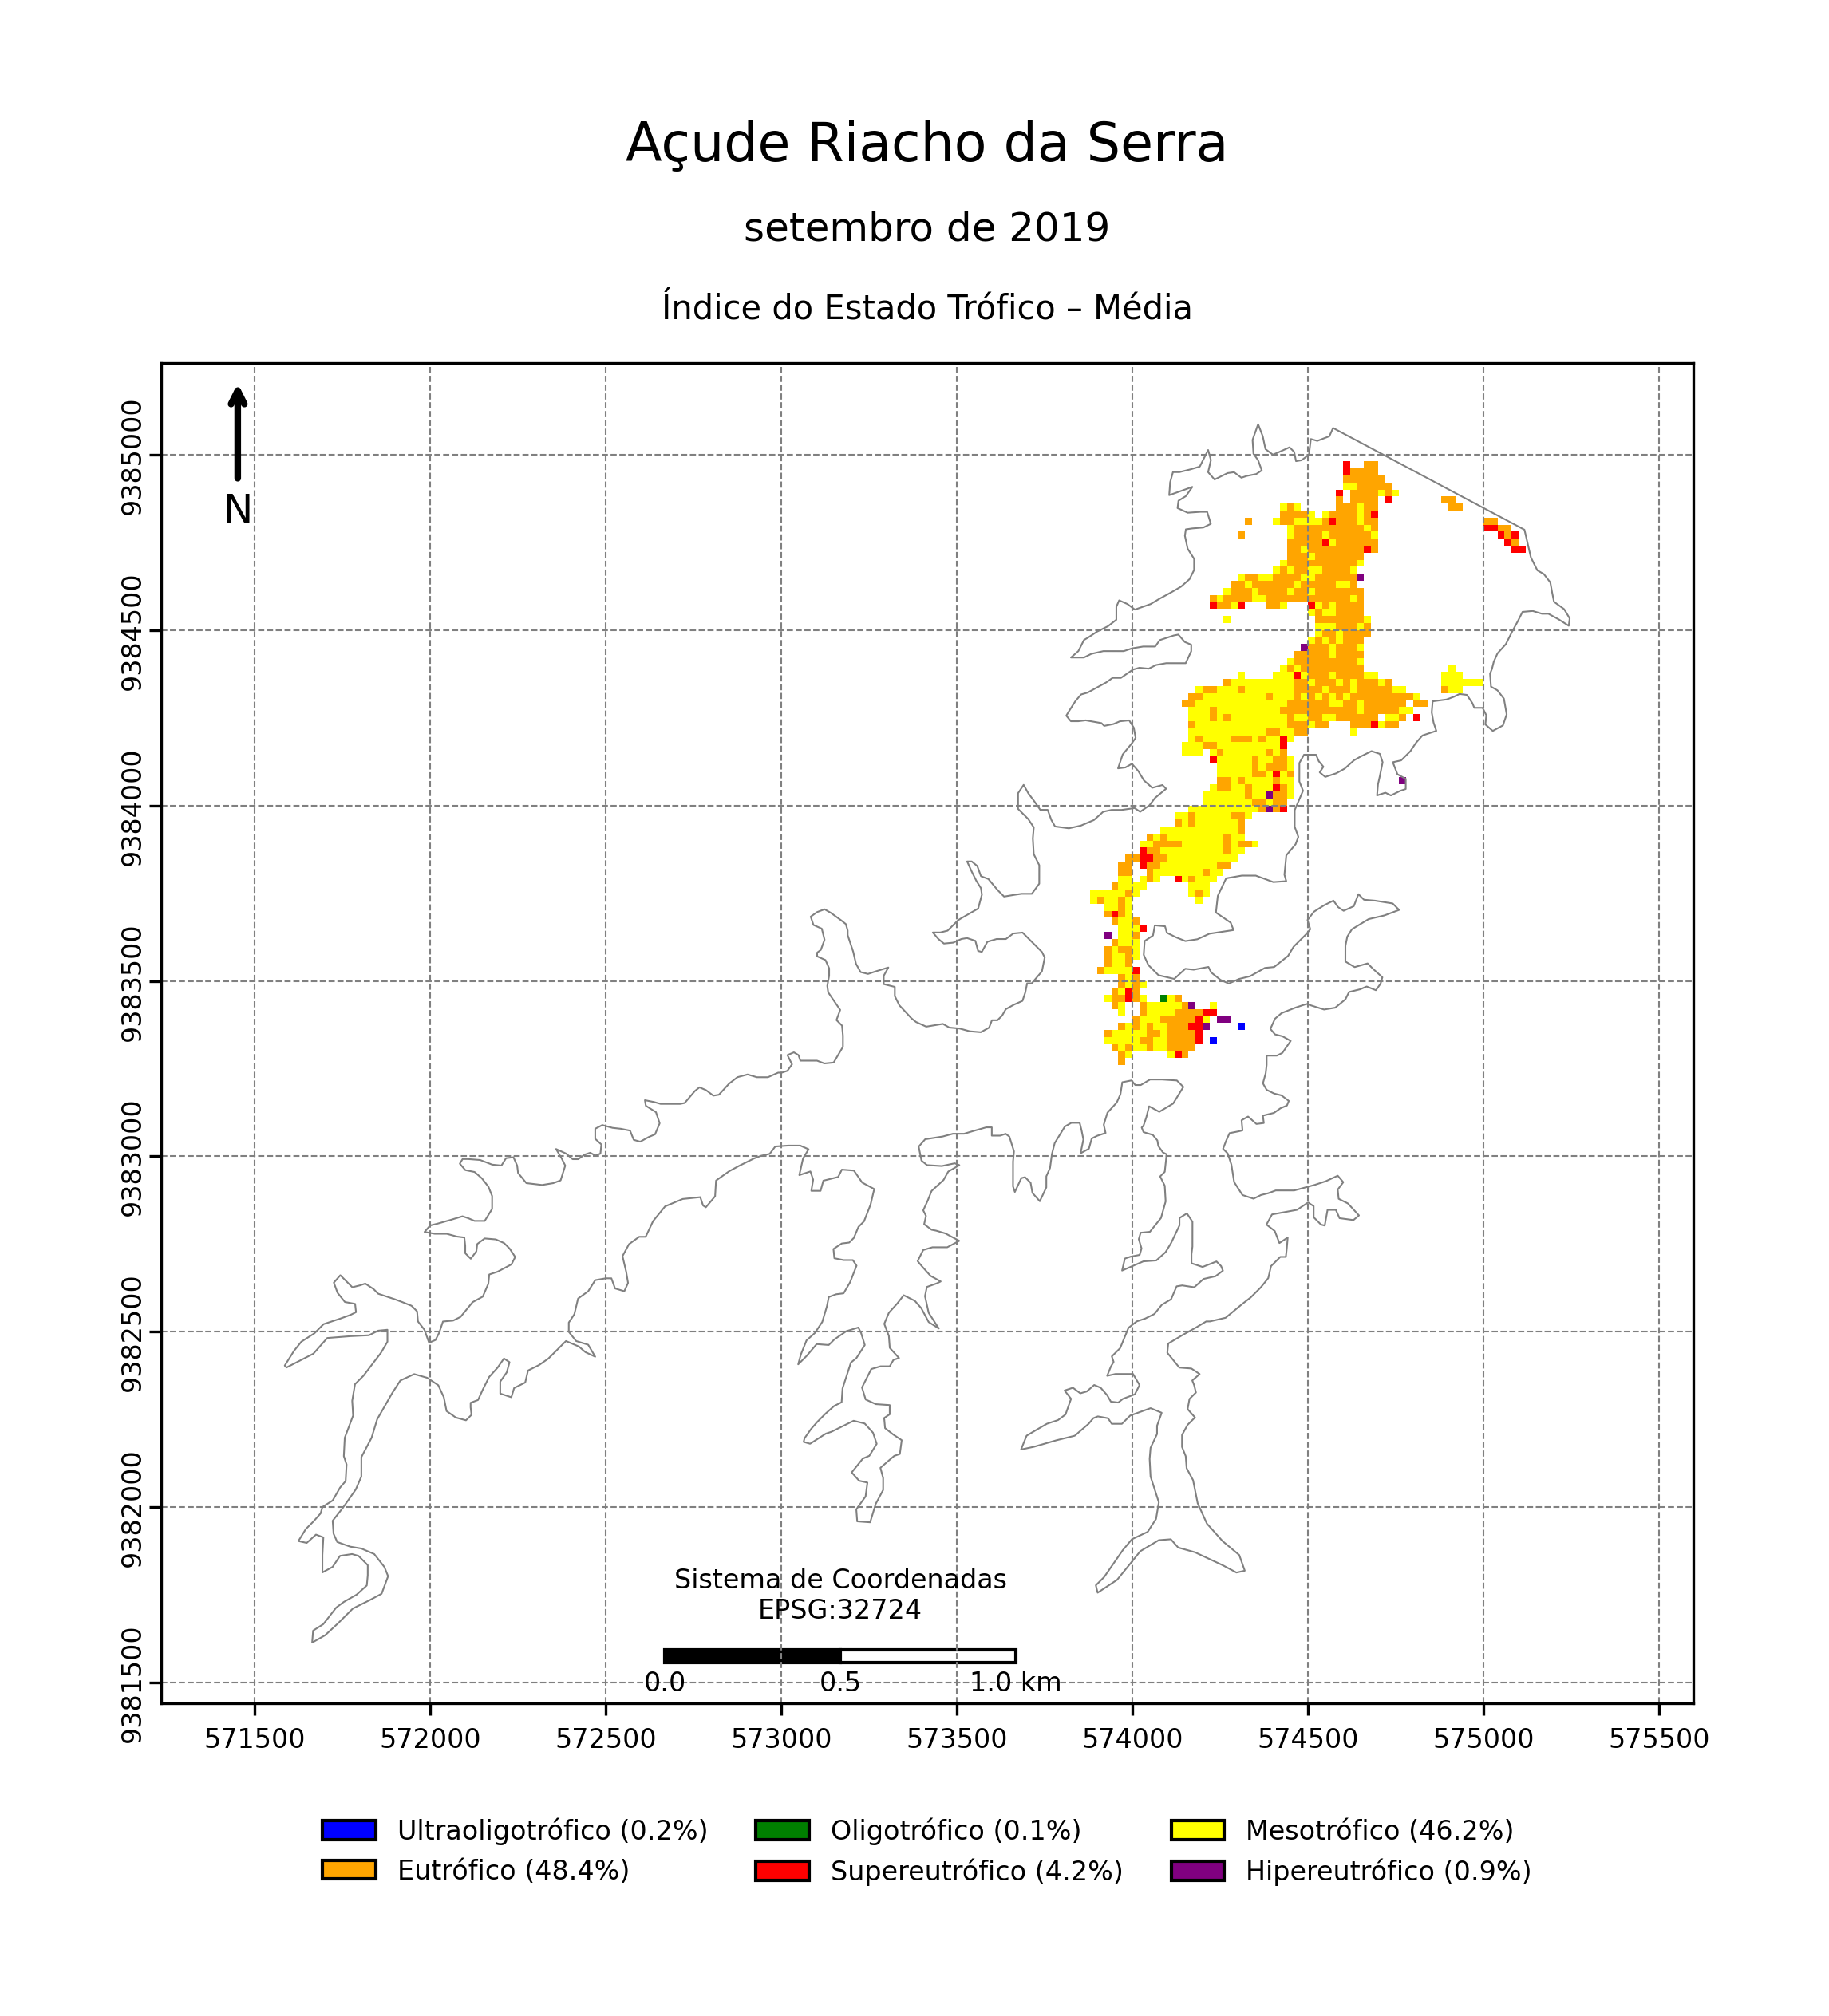 Açude Riacho da Serra
setembro de 2019
Índice do Estado Trófico – Média
N
9385000
9384500
9384000
9383500
9383000
9382500
9382000
9381500
Sistema de Coordenadas
EPSG:32724
0.0 0.5 1.0 km
571500 572000 572500 573000 573500 574000 574500 575000 575500
Ultraoligotrófico (0.2%) Oligotrófico (0.1%) Mesotrófico (46.2%)
Eutrófico (48.4%) Supereutrófico (4.2%) Hipereutrófico (0.9%)